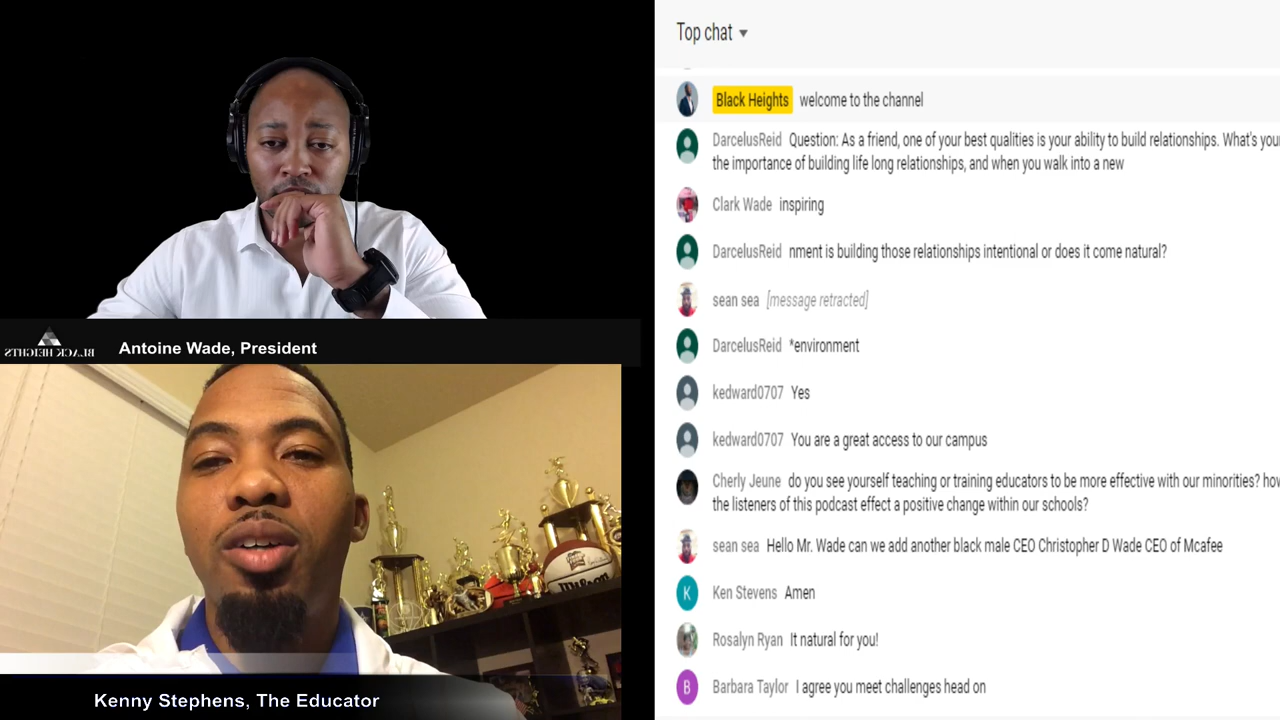 BLACK HEIGHTS
Antoine Wade, President
Wilson
Kenny Stephens, The Educator
Top chat
Black Heights welcome to the channel
DarcelusReid Question: As a friend, one of your best qualities is your ability to build relationships. What's your
the importance of building life long relationships, and when you walk into a new
Clark Wade inspiring
DarcelusReid nment is building those relationships intentional or does it come natural?
sean sea [message retracted]
DarcelusReid *environment
kedward0707 Yes
kedward0707 You are a great access to our campus
Cherly Jeune do you see yourself teaching or training educators to be more effective with our minorities? how
the listeners of this podcast effect a positive change within our schools?
sean sea Hello Mr. Wade can we add another black male CEO Christopher D Wade CEO of Mcafee
K Ken Stevens Amen
Rosalyn Ryan It natural for you!
B Barbara Taylor I agree you meet challenges head on